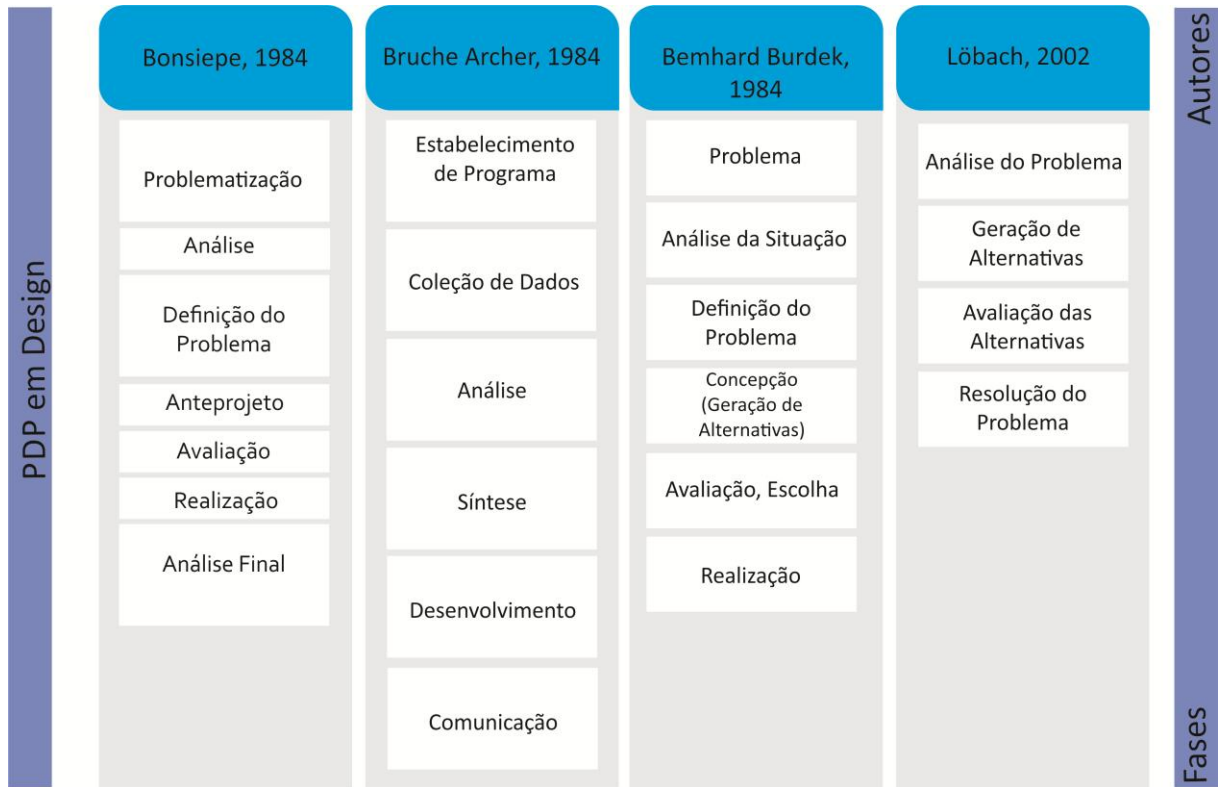 PDP em Design
Bonsiepe, 1984
Problematização
Análise
Definição do
Problema
Anteprojeto
Avaliação
Realização
Análise Final
Bruche Archer, 1984
Estabelecimento
de Programa
Coleção de Dados
Análise
Síntese
Desenvolvimento
Comunicação
Bemhard Burdek,
1984
Problema
Análise da Situação
Definição do
Problema
Concepção
(Geração de
Alternativas)
Avaliação, Escolha
Realização
Löbach, 2002
Análise do Problema
Geração de
Alternativas
Avaliação das
Alternativas
Resolução do
Problema
Autores
Fases